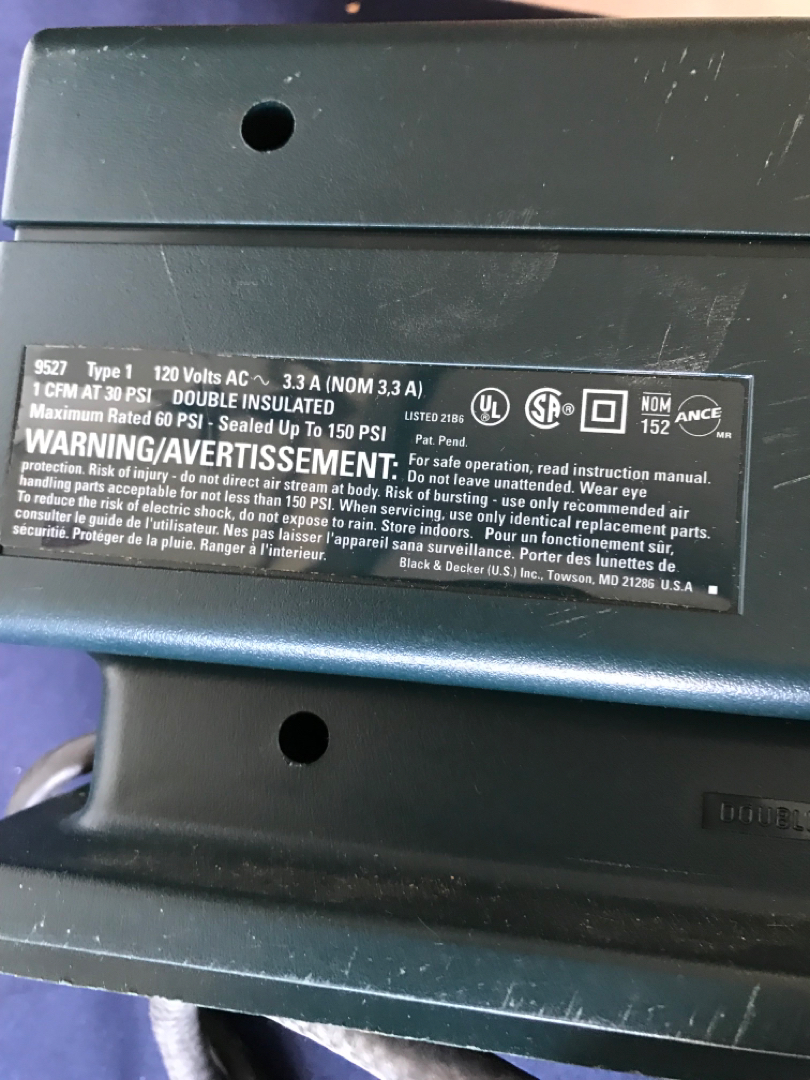 9527 Type 1 120 Volts AC ~ 3.3 A (NOM 3,3 A)
1 CFM AT 30 PSI DOUBLE INSULATED
Maximum Rated 60 PSI - Sealed Up To 150 PSI
LISTED 21B6 UL ® SA ® NOM 152 ANCE MR
Pat. Pend.
WARNING/AVERTISSEMENT: For safe operation, read instruction manual.
Do not leave unattended. Wear eye
protection. Risk of injury - do not direct air stream at body. Risk of bursting - use only recommended air
handling parts acceptable for not less than 150 PSI. When servicing, use only identical replacement parts.
To reduce the risk of electric shock, do not expose to rain. Store indoors. Pour un fonctionement sûr,
consulter le guide de l'utilisateur. Nes pas laisser l'appareil sana surveillance. Porter des lunettes de
sécuritié. Protéger de la pluie. Ranger à l'interieur.
Black & Decker (U.S.) Inc., Towson, MD 21286 U.S.A
DOUBL